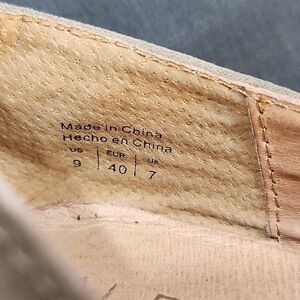 Made in China
Hecho en China
US | EUR | UK
9 | 40 | 7